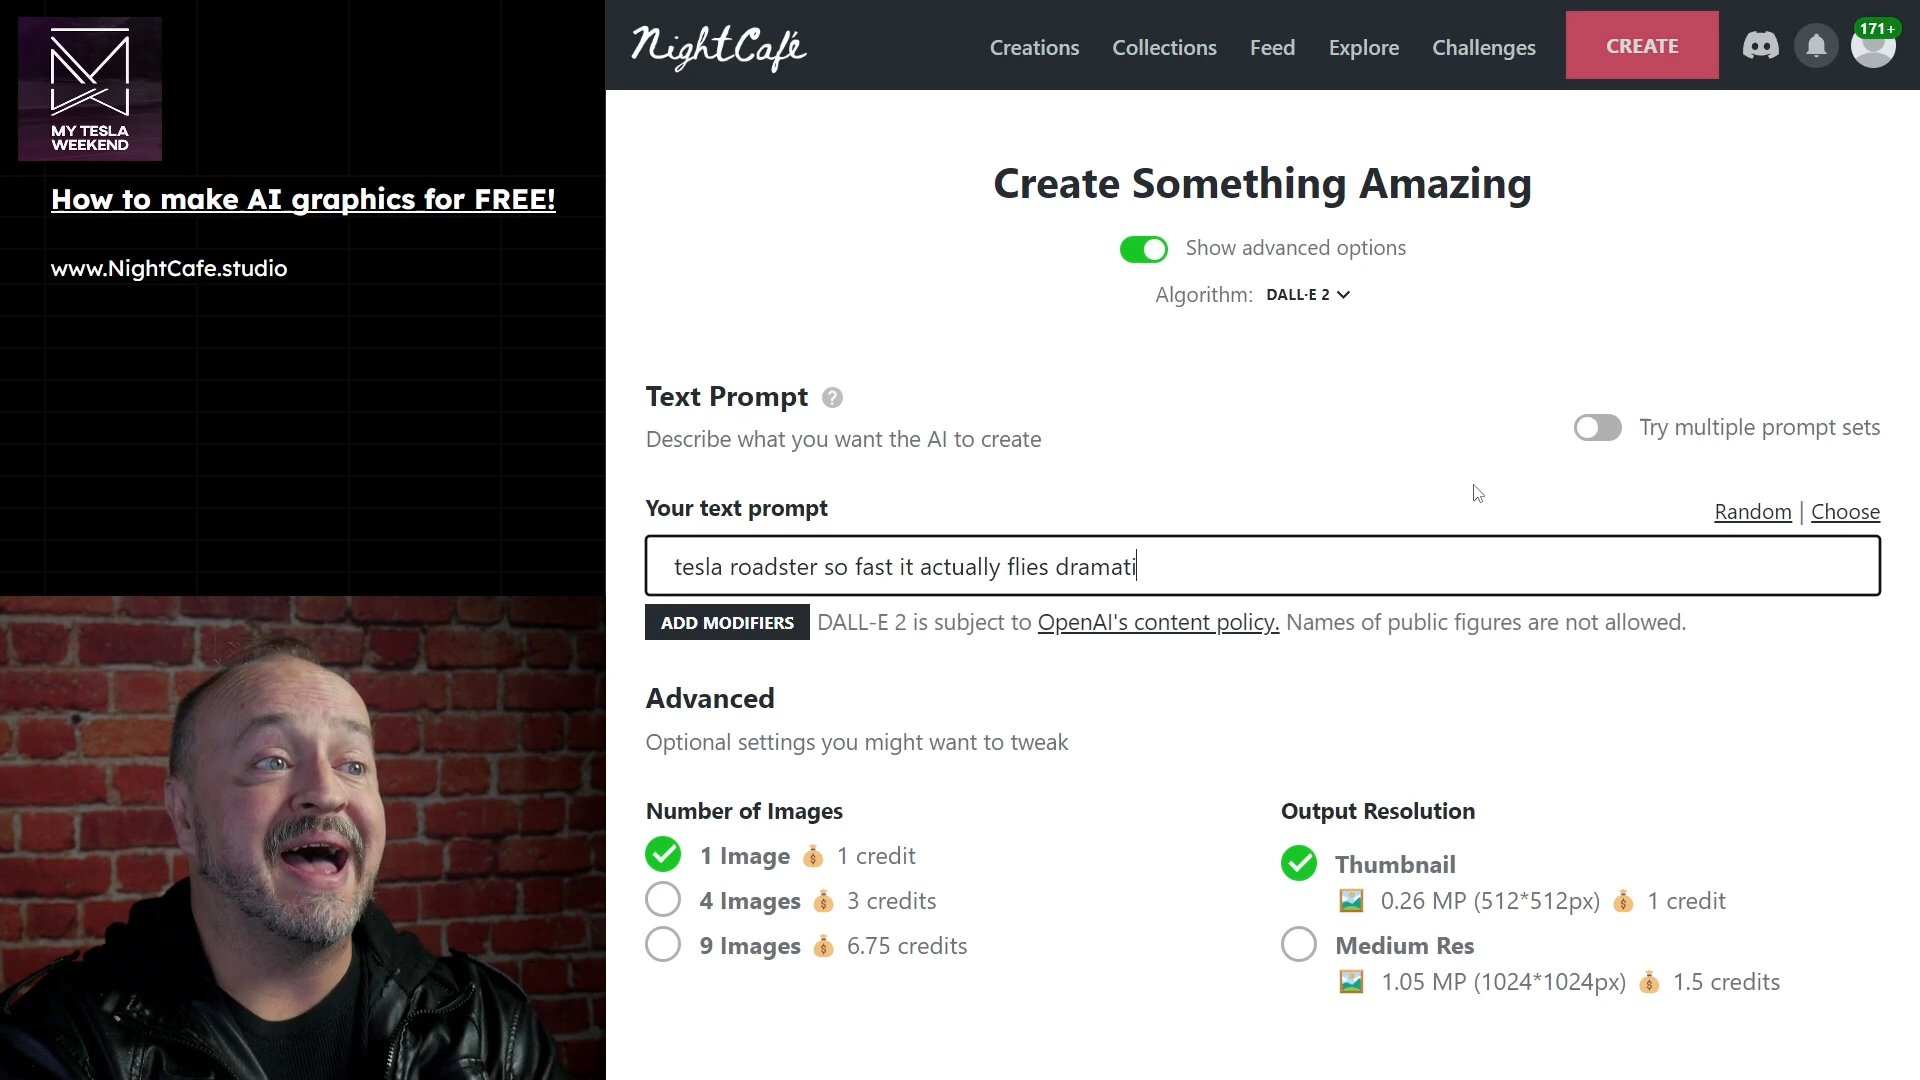 MY TESLA
WEEKEND
How to make AI graphics for FREE!
www.NightCafe.studio
NightCafé
Creations
Collections
Feed
Explore
Challenges
CREATE
171+
Create Something Amazing
Show advanced options
Algorithm: DALL·E 2
Text Prompt ?
Describe what you want the AI to create
Try multiple prompt sets
Your text prompt
Random | Choose
tesla roadster so fast it actually flies dramati
ADD MODIFIERS DALL-E 2 is subject to OpenAI's content policy. Names of public figures are not allowed.
Advanced
Optional settings you might want to tweak
Number of Images
1 Image 1 credit
4 Images 3 credits
9 Images 6.75 credits
Output Resolution
Thumbnail
0.26 MP (512*512px) 1 credit
Medium Res
1.05 MP (1024*1024px) 1.5 credits